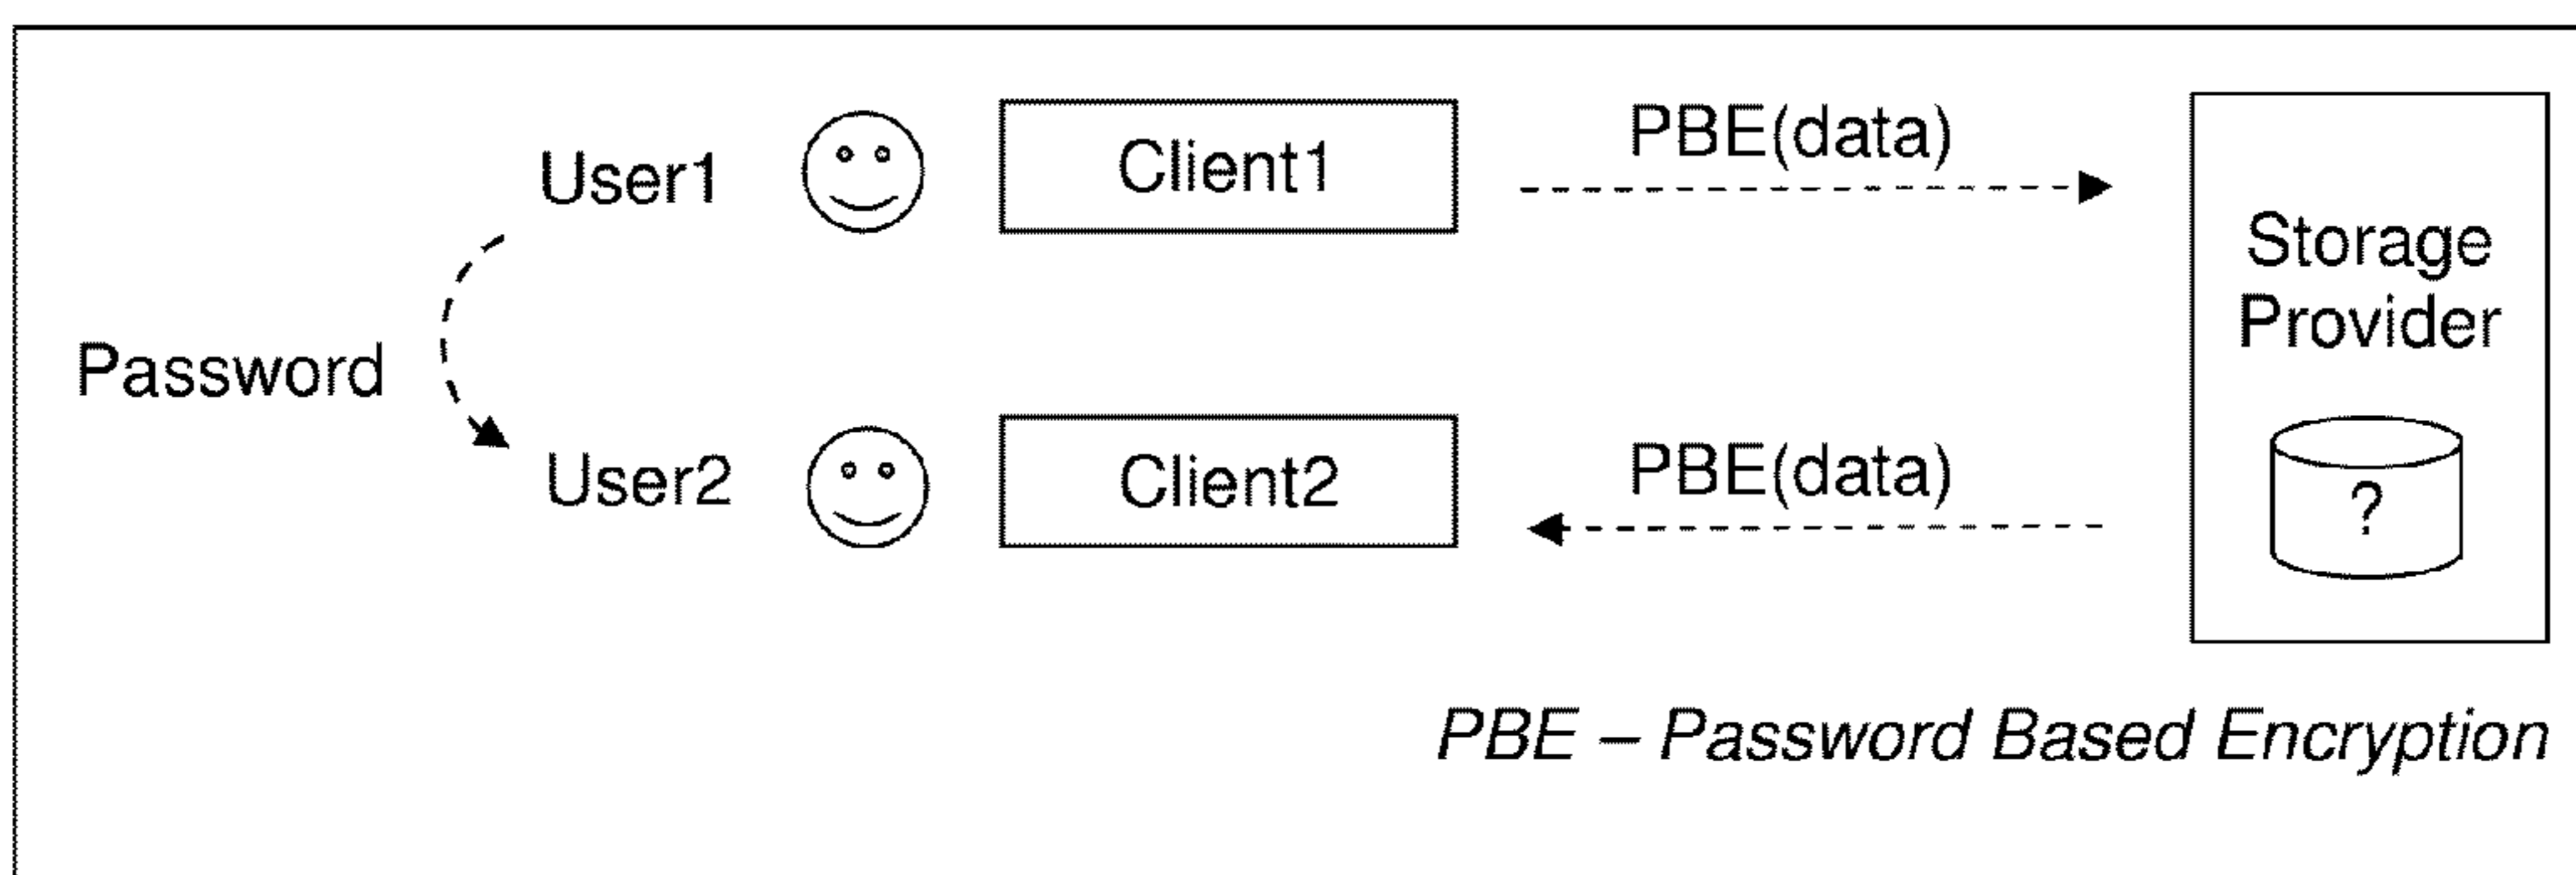 User1
Client1
PBE(data)
Storage
Provider
Password
User2
Client2
PBE(data)
?
PBE – Password Based Encryption